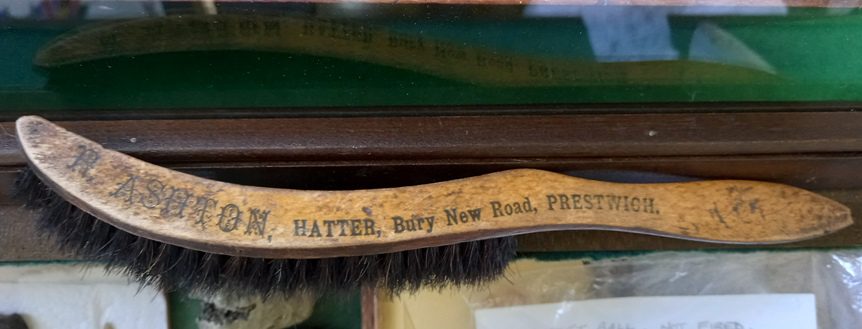 R ASHTON, HATTER, Bury New Road, PRESTWICH.